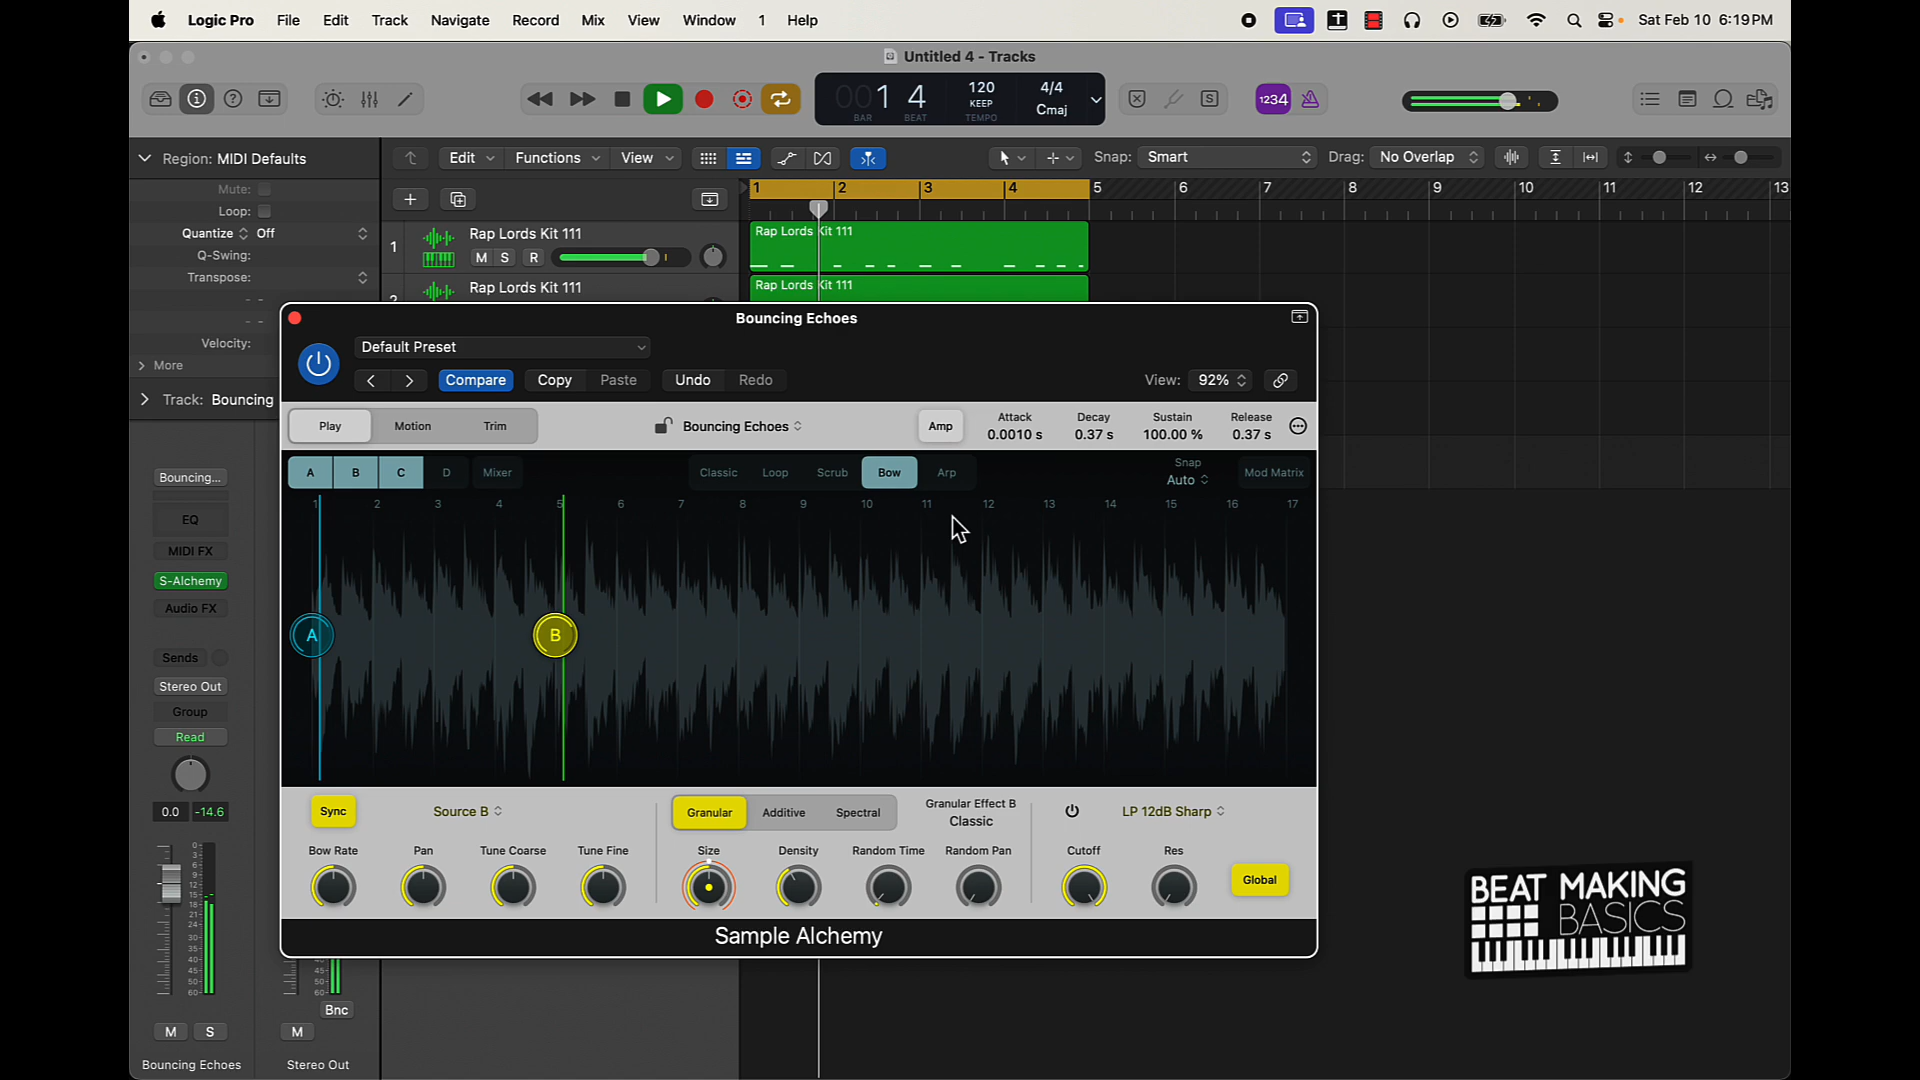 Logic Pro File Edit Track Navigate Record Mix View Window 1 Help
Sat Feb 10 6:19 PM
Untitled 4 - Tracks
001 4 120 4/4
KEEP Cmaj
BAR BEAT TEMPO
1234
Region: MIDI Defaults
Edit Functions View
Snap: Smart Drag: No Overlap
Mute:
Loop:
Quantize Off
Q-Swing:
Transpose:
Velocity:
More
Track: Bouncing
1 2 3 4 5 6 7 8 9 10 11 12 13
1 Rap Lords Kit 111
M S R
Rap Lords Kit 111
2 Rap Lords Kit 111
Rap Lords Kit 111
Bouncing Echoes
Default Preset
Compare Copy Paste Undo Redo
View: 92%
Play Motion Trim
Bouncing Echoes
Amp
Attack Decay Sustain Release
0.0010 s 0.37 s 100.00 % 0.37 s
A B C D Mixer
Classic Loop Scrub Bow Arp
Snap
Auto
Mod Matrix
1 2 3 4 5 6 7 8 9 10 11 12 13 14 15 16 17
A B
Sync Source B
Granular Additive Spectral
Granular Effect B
Classic
LP 12dB Sharp
Bow Rate Pan Tune Coarse Tune Fine Size Density Random Time Random Pan Cutoff Res
Global
Sample Alchemy
Bouncing...
EQ
MIDI FX
S-Alchemy
Audio FX
Sends
Stereo Out
Group
Read
0.0 -14.6
Bnc
M S M
Bouncing Echoes Stereo Out
BEAT MAKING
BASICS